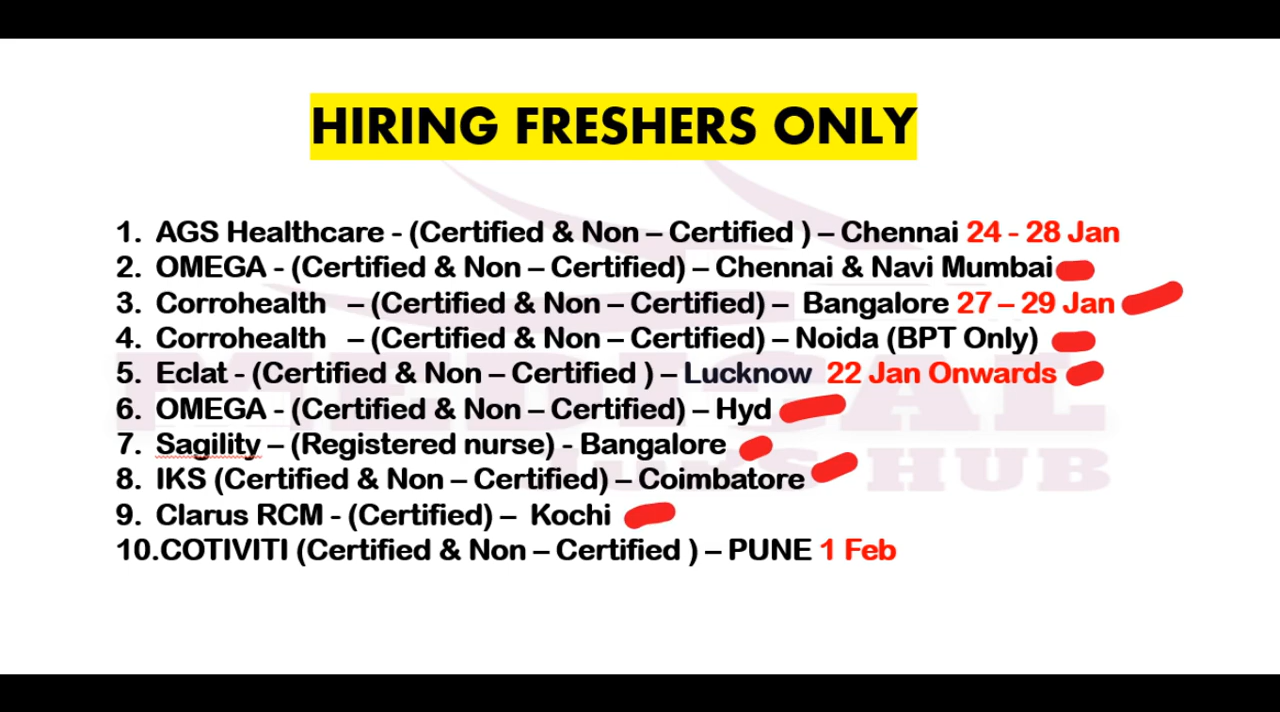 HIRING FRESHERS ONLY
1. AGS Healthcare - (Certified & Non – Certified ) – Chennai 24 - 28 Jan
2. OMEGA - (Certified & Non – Certified) – Chennai & Navi Mumbai
3. Corrohealth – (Certified & Non – Certified) – Bangalore 27 – 29 Jan
4. Corrohealth – (Certified & Non – Certified) – Noida (BPT Only)
5. Eclat - (Certified & Non – Certified ) – Lucknow 22 Jan Onwards
6. OMEGA - (Certified & Non – Certified) – Hyd
7. Sagility – (Registered nurse) - Bangalore
8. IKS (Certified & Non – Certified) – Coimbatore
9. Clarus RCM - (Certified) – Kochi
10.COTIVITI (Certified & Non – Certified ) – PUNE 1 Feb
MEDICAL
HUB